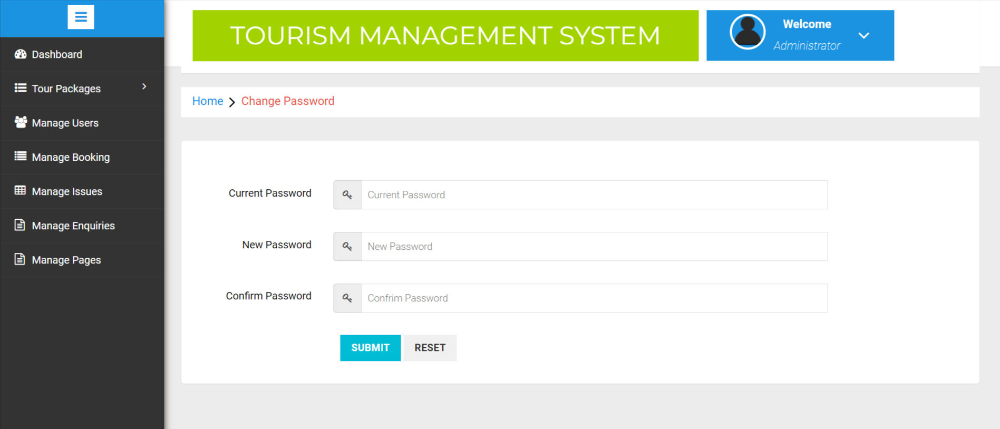 TOURISM MANAGEMENT SYSTEM
Welcome
Administrator
Dashboard
Tour Packages
Manage Users
Manage Booking
Manage Issues
Manage Enquiries
Manage Pages
Home > Change Password
Current Password
Current Password
New Password
New Password
Confirm Password
Confrim Password
SUBMIT RESET